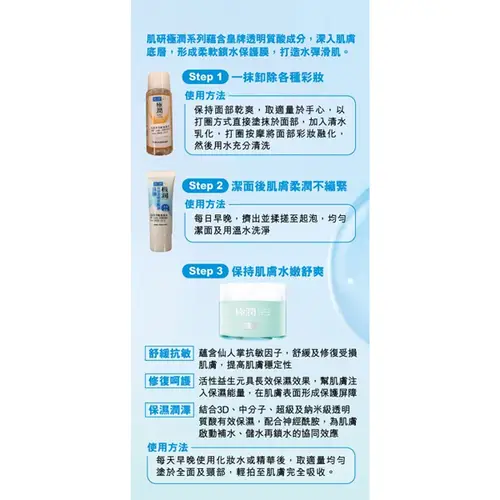 肌研極潤系列蘊含皇牌透明質酸成分，深入肌膚
底層，形成柔軟鎖水保護膜，打造水彈滑肌。
Step 1 一抹卸除各種彩妝
使用方法
保持面部乾爽，取適量於手心，以
打圈方式直接塗抹於面部，加入清水
乳化，打圈按摩將面部彩妝融化，
然後用水充分清洗
Step 2 潔面後肌膚柔潤不繃緊
使用方法
每日早晚，擠出並揉搓至起泡，均勻
潔面及用溫水洗淨
Step 3 保持肌膚水嫩舒爽
極潤
舒緩抗敏 蘊含仙人掌抗敏因子，舒緩及修復受損
肌膚，提高肌膚穩定性
修復呵護 活性益生元具長效保濕效果，幫肌膚注
入保濕能量，在肌膚表面形成保護屏障
保濕潤澤 結合3D、中分子、超級及納米級透明
質酸有效保濕，配合神經酰胺，為肌膚
啟動補水、儲水再鎖水的協同效應
使用方法
每天早晚使用化妝水或精華後，取適量均勻
塗於全面及頸部，輕拍至肌膚完全吸收。